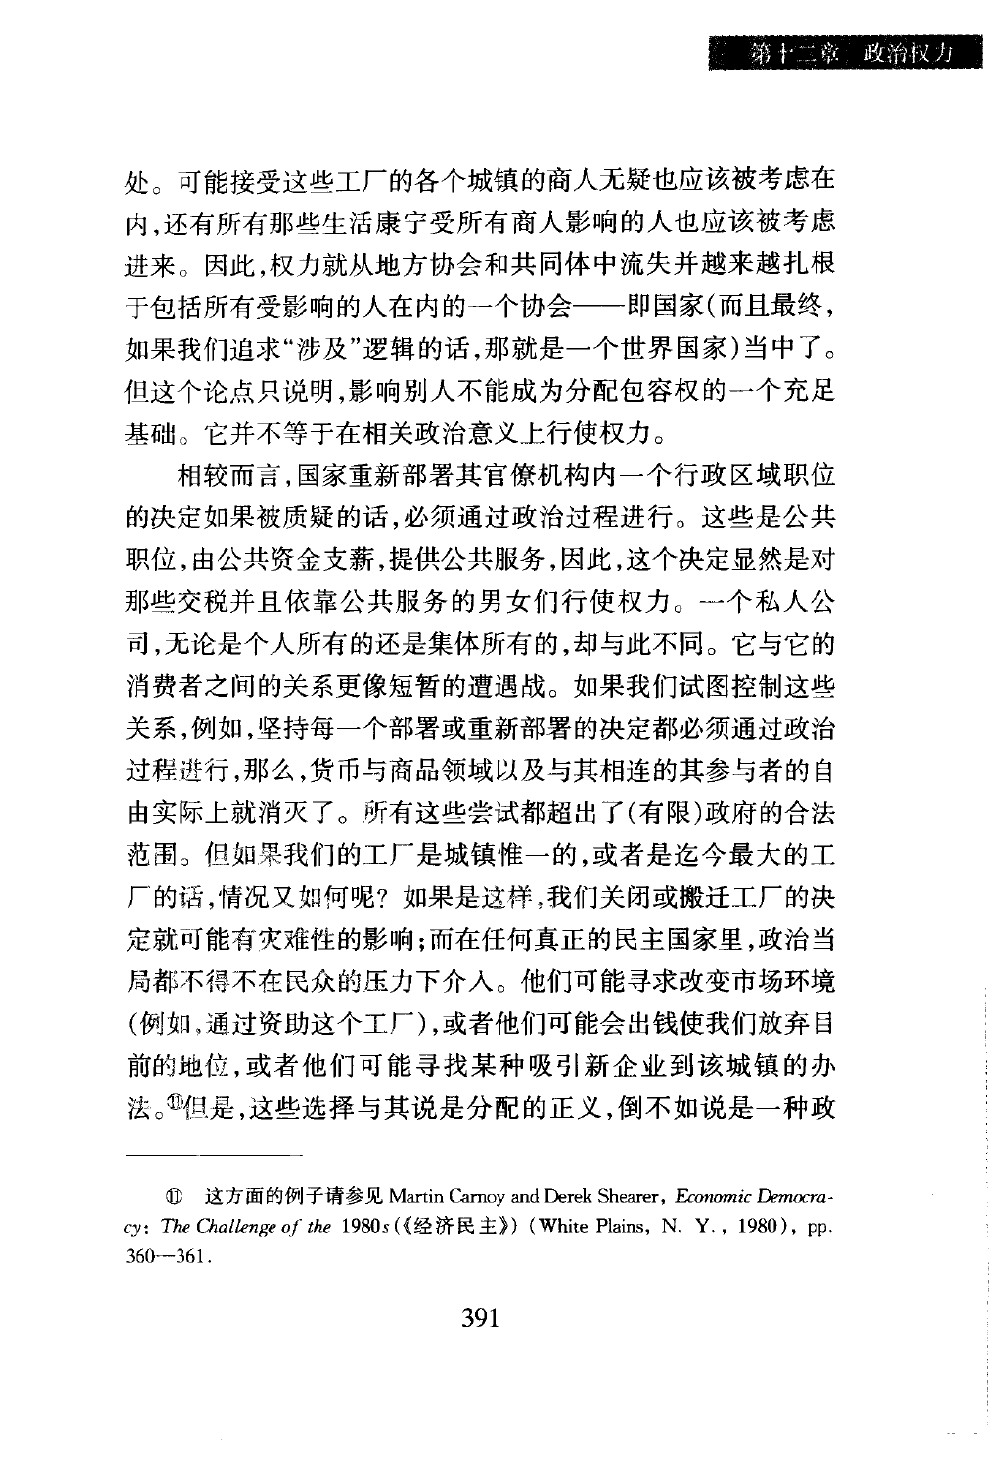 第十二章 政治权力
处。可能接受这些工厂的各个城镇的商人无疑也应该被考虑在
内,还有所有那些生活康宁受所有商人影响的人也应该被考虑
进来。因此,权力就从地方协会和共同体中流失并越来越扎根
于包括所有受影响的人在内的一个协会——即国家(而且最终,
如果我们追求“涉及”逻辑的话,那就是一个世界国家)当中了。
但这个论点只说明,影响别人不能成为分配包容权的一个充足
基础。它并不等于在相关政治意义上行使权力。
相较而言,国家重新部署其官僚机构内一个行政区域职位
的决定如果被质疑的话,必须通过政治过程进行。这些是公共
职位,由公共资金支薪,提供公共服务,因此,这个决定显然是对
那些交税并且依靠公共服务的男女们行使权力。一个私人公
司,无论是个人所有的还是集体所有的,却与此不同。它与它的
消费者之间的关系更像短暂的遭遇战。如果我们试图控制这些
关系,例如,坚持每一个部署或重新部署的决定都必须通过政治
过程进行,那么,货币与商品领域以及与其相连的其参与者的自
由实际上就消灭了。所有这些尝试都超出了(有限)政府的合法
范围。但如果我们的工厂是城镇惟一的,或者是迄今最大的工
厂的话,情况又如何呢? 如果是这样,我们关闭或搬迁工厂的决
定就可能有灾难性的影响;而在任何真正的民主国家里,政治当
局都不得不在民众的压力下介入。他们可能寻求改变市场环境
(例如,通过资助这个工厂),或者他们可能会出钱使我们放弃目
前的地位,或者他们可能寻找某种吸引新企业到该城镇的办
法。⑪但是,这些选择与其说是分配的正义,倒不如说是一种政
⑪ 这方面的例子请参见 Martin Carnoy and Derek Shearer, Economic Democra-
cy: The Challenge of the 1980s(《经济民主》) (White Plains, N. Y. , 1980), pp.
360—361.
391